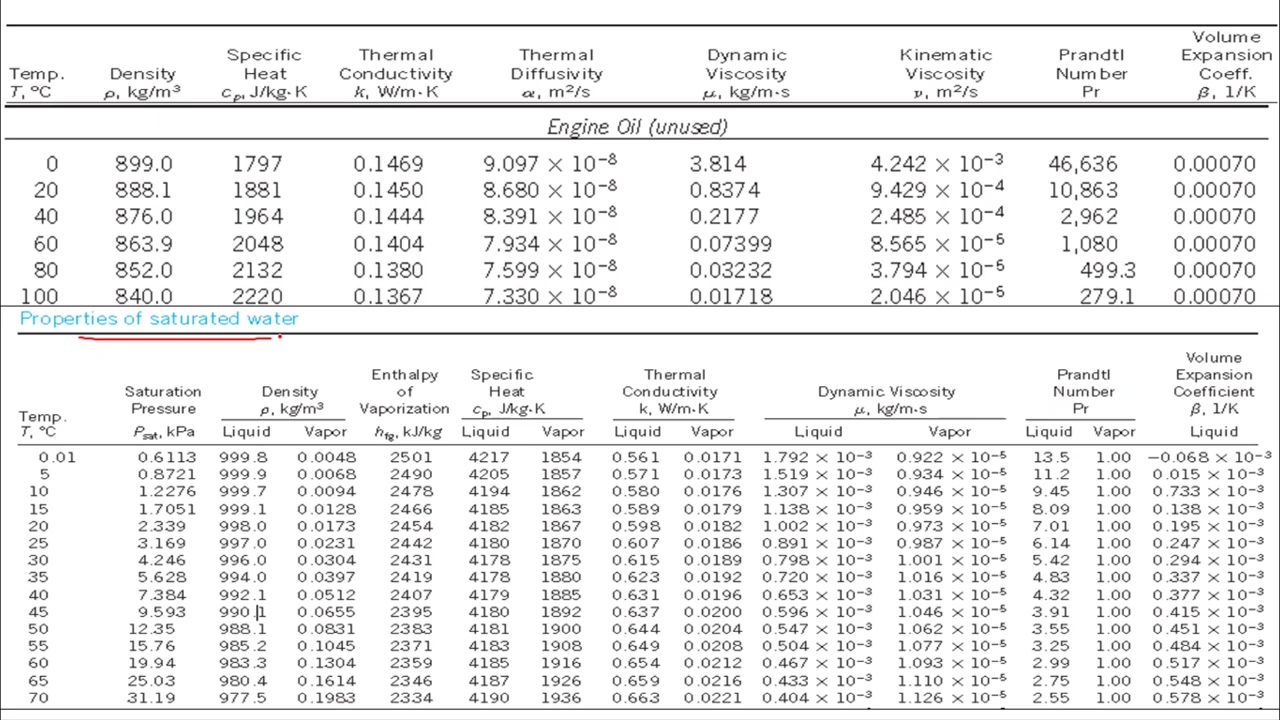 Temp. T, °C Density ρ, kg/m³ Specific Heat cp, J/kg·K Thermal Conductivity k, W/m·K Thermal Diffusivity α, m²/s Dynamic Viscosity μ, kg/m·s Kinematic Viscosity ν, m²/s Prandtl Number Pr Volume Expansion Coeff. β, 1/K
Engine Oil (unused)
0 899.0 1797 0.1469 9.097 × 10−8 3.814 4.242 × 10−3 46,636 0.00070
20 888.1 1881 0.1450 8.680 × 10−8 0.8374 9.429 × 10−4 10,863 0.00070
40 876.0 1964 0.1444 8.391 × 10−8 0.2177 2.485 × 10−4 2,962 0.00070
60 863.9 2048 0.1404 7.934 × 10−8 0.07399 8.565 × 10−5 1,080 0.00070
80 852.0 2132 0.1380 7.599 × 10−8 0.03232 3.794 × 10−5 499.3 0.00070
100 840.0 2220 0.1367 7.330 × 10−8 0.01718 2.046 × 10−5 279.1 0.00070
Properties of saturated water
Temp. T, °C Saturation Pressure Psat, kPa Density ρ, kg/m³ Enthalpy of Vaporization hfg, kJ/kg Specific Heat cp, J/kg·K Thermal Conductivity k, W/m·K Dynamic Viscosity μ, kg/m·s Prandtl Number Pr Volume Expansion Coefficient β, 1/K
Liquid Vapor Liquid Vapor Liquid Vapor Liquid Vapor Liquid Vapor Liquid
0.01 0.6113 999.8 0.0048 2501 4217 1854 0.561 0.0171 1.792 × 10−3 0.922 × 10−5 13.5 1.00 −0.068 × 10−3
5 0.8721 999.9 0.0068 2490 4205 1857 0.571 0.0173 1.519 × 10−3 0.934 × 10−5 11.2 1.00 0.015 × 10−3
10 1.2276 999.7 0.0094 2478 4194 1862 0.580 0.0176 1.307 × 10−3 0.946 × 10−5 9.45 1.00 0.733 × 10−3
15 1.7051 999.1 0.0128 2466 4185 1863 0.589 0.0179 1.138 × 10−3 0.959 × 10−5 8.09 1.00 0.138 × 10−3
20 2.339 998.0 0.0173 2454 4182 1867 0.598 0.0182 1.002 × 10−3 0.973 × 10−5 7.01 1.00 0.195 × 10−3
25 3.169 997.0 0.0231 2442 4180 1870 0.607 0.0186 0.891 × 10−3 0.987 × 10−5 6.14 1.00 0.247 × 10−3
30 4.246 996.0 0.0304 2431 4178 1875 0.615 0.0189 0.798 × 10−3 1.001 × 10−5 5.42 1.00 0.294 × 10−3
35 5.628 994.0 0.0397 2419 4178 1880 0.623 0.0192 0.720 × 10−3 1.016 × 10−5 4.83 1.00 0.337 × 10−3
40 7.384 992.1 0.0512 2407 4179 1885 0.631 0.0196 0.653 × 10−3 1.031 × 10−5 4.32 1.00 0.377 × 10−3
45 9.593 990.1 0.0655 2395 4180 1892 0.637 0.0200 0.596 × 10−3 1.046 × 10−5 3.91 1.00 0.415 × 10−3
50 12.35 988.1 0.0831 2383 4181 1900 0.644 0.0204 0.547 × 10−3 1.062 × 10−5 3.55 1.00 0.451 × 10−3
55 15.76 985.2 0.1045 2371 4183 1908 0.649 0.0208 0.504 × 10−3 1.077 × 10−5 3.25 1.00 0.484 × 10−3
60 19.94 983.3 0.1304 2359 4185 1916 0.654 0.0212 0.467 × 10−3 1.093 × 10−5 2.99 1.00 0.517 × 10−3
65 25.03 980.4 0.1614 2346 4187 1926 0.659 0.0216 0.433 × 10−3 1.110 × 10−5 2.75 1.00 0.548 × 10−3
70 31.19 977.5 0.1983 2334 4190 1936 0.663 0.0221 0.404 × 10−3 1.126 × 10−5 2.55 1.00 0.578 × 10−3